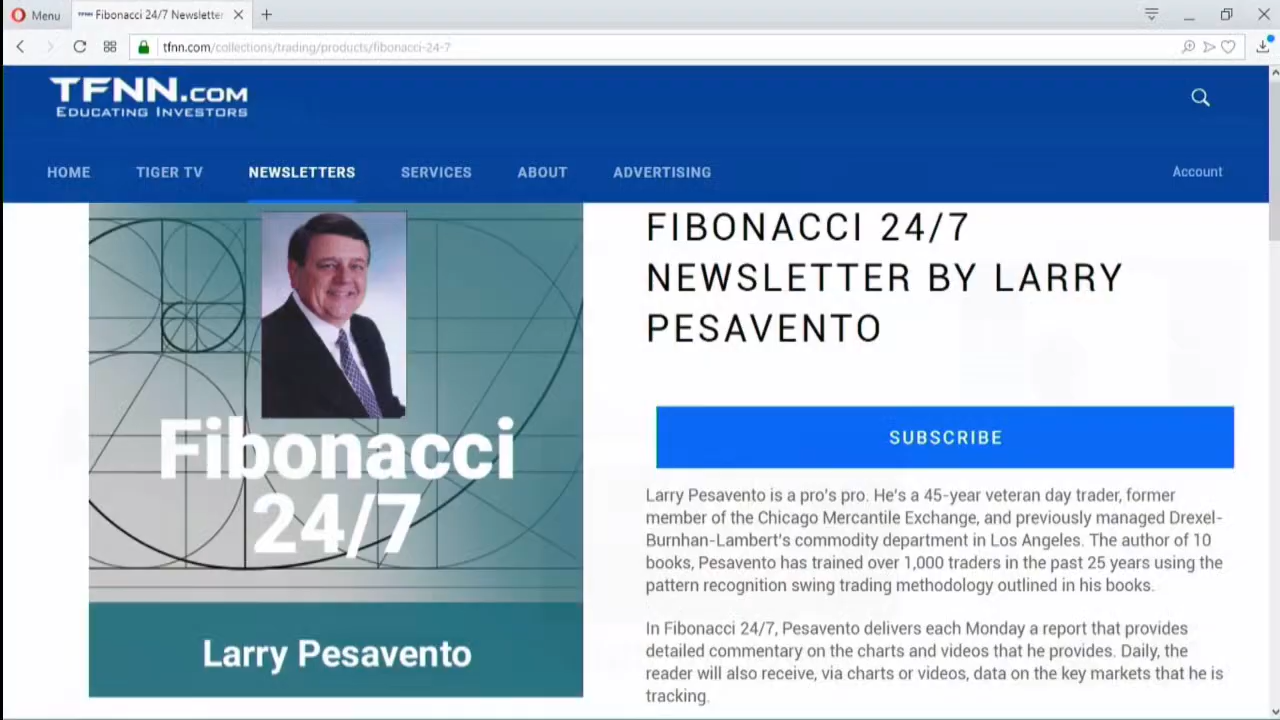 Menu
Fibonacci 24/7 Newsletter
tfnn.com/collections/trading/products/fibonacci-24-7
TFNN.COM
EDUCATING INVESTORS
HOME TIGER TV NEWSLETTERS SERVICES ABOUT ADVERTISING Account
Fibonacci
24/7
Larry Pesavento
FIBONACCI 24/7
NEWSLETTER BY LARRY
PESAVENTO
SUBSCRIBE
Larry Pesavento is a pro's pro. He's a 45-year veteran day trader, former
member of the Chicago Mercantile Exchange, and previously managed Drexel-
Burnhan-Lambert's commodity department in Los Angeles. The author of 10
books, Pesavento has trained over 1,000 traders in the past 25 years using the
pattern recognition swing trading methodology outlined in his books.
In Fibonacci 24/7, Pesavento delivers each Monday a report that provides
detailed commentary on the charts and videos that he provides. Daily, the
reader will also receive, via charts or videos, data on the key markets that he is
tracking.